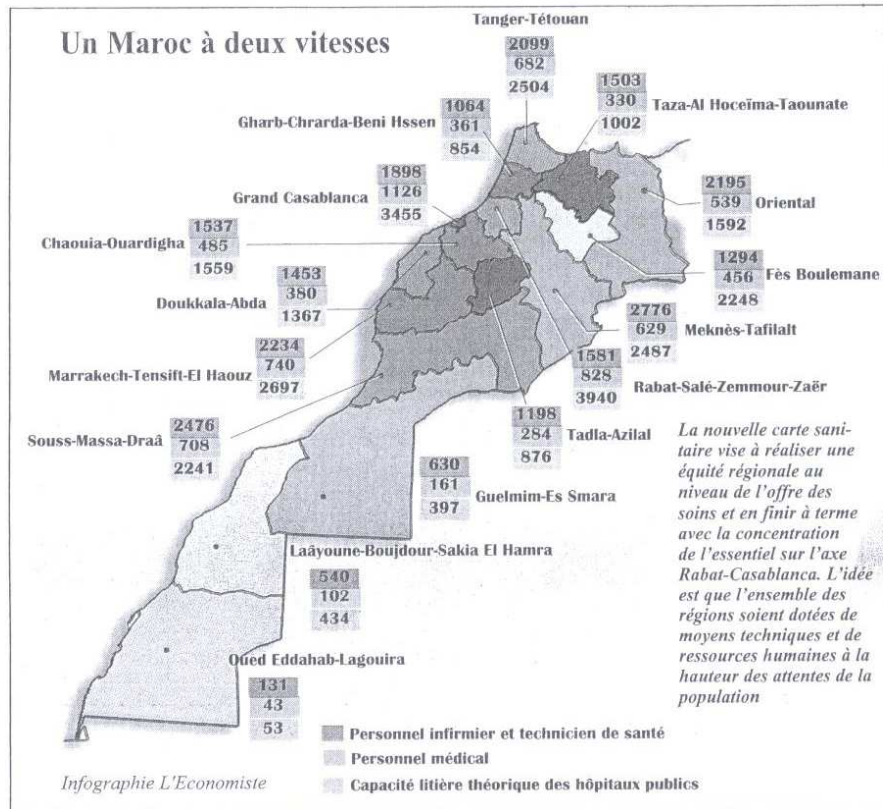 Un Maroc à deux vitesses
Tanger-Tétouan
2099
682
2504
1503
330
1002
Taza-Al Hoceïma-Taounate
1064
361
854
Gharb-Chrarda-Beni Hssen
1898
1126
3455
Grand Casablanca
2195
539
1592
Oriental
1537
485
1559
Chaouia-Ouardigha
1294
456
2248
Fès Boulemane
1453
380
1367
Doukkala-Abda
2776
629
2487
Meknès-Tafilalt
2234
740
2697
Marrakech-Tensift-El Haouz
1581
828
3940
Rabat-Salé-Zemmour-Zaër
2476
708
2241
Souss-Massa-Draâ
1198
284
876
Tadla-Azilal
630
161
397
Guelmim-Es Smara
La nouvelle carte sani-
taire vise à réaliser une
équité régionale au
niveau de l'offre des
soins et en finir à terme
avec la concentration
de l'essentiel sur l'axe
Rabat-Casablanca. L'idée
est que l'ensemble des
régions soient dotées de
moyens techniques et de
ressources humaines à la
hauteur des attentes de la
population
Laâyoune-Boujdour-Sakia El Hamra
540
102
434
Oued Eddahab-Lagouira
131
43
53
Personnel infirmier et technicien de santé
Personnel médical
Capacité litière théorique des hôpitaux publics
Infographie L'Economiste